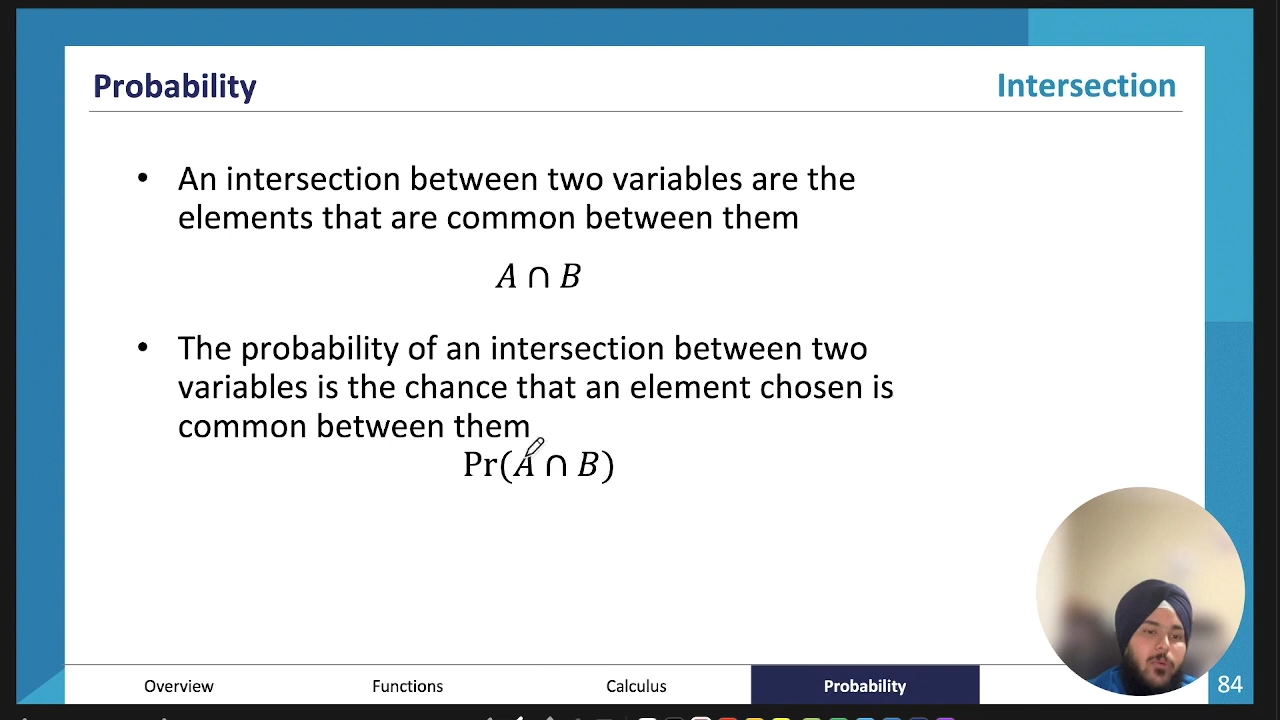 Probability
Intersection
• An intersection between two variables are the
elements that are common between them
A ∩ B
• The probability of an intersection between two
variables is the chance that an element chosen is
common between them
Pr(A ∩ B)
Overview
Functions
Calculus
Probability
84